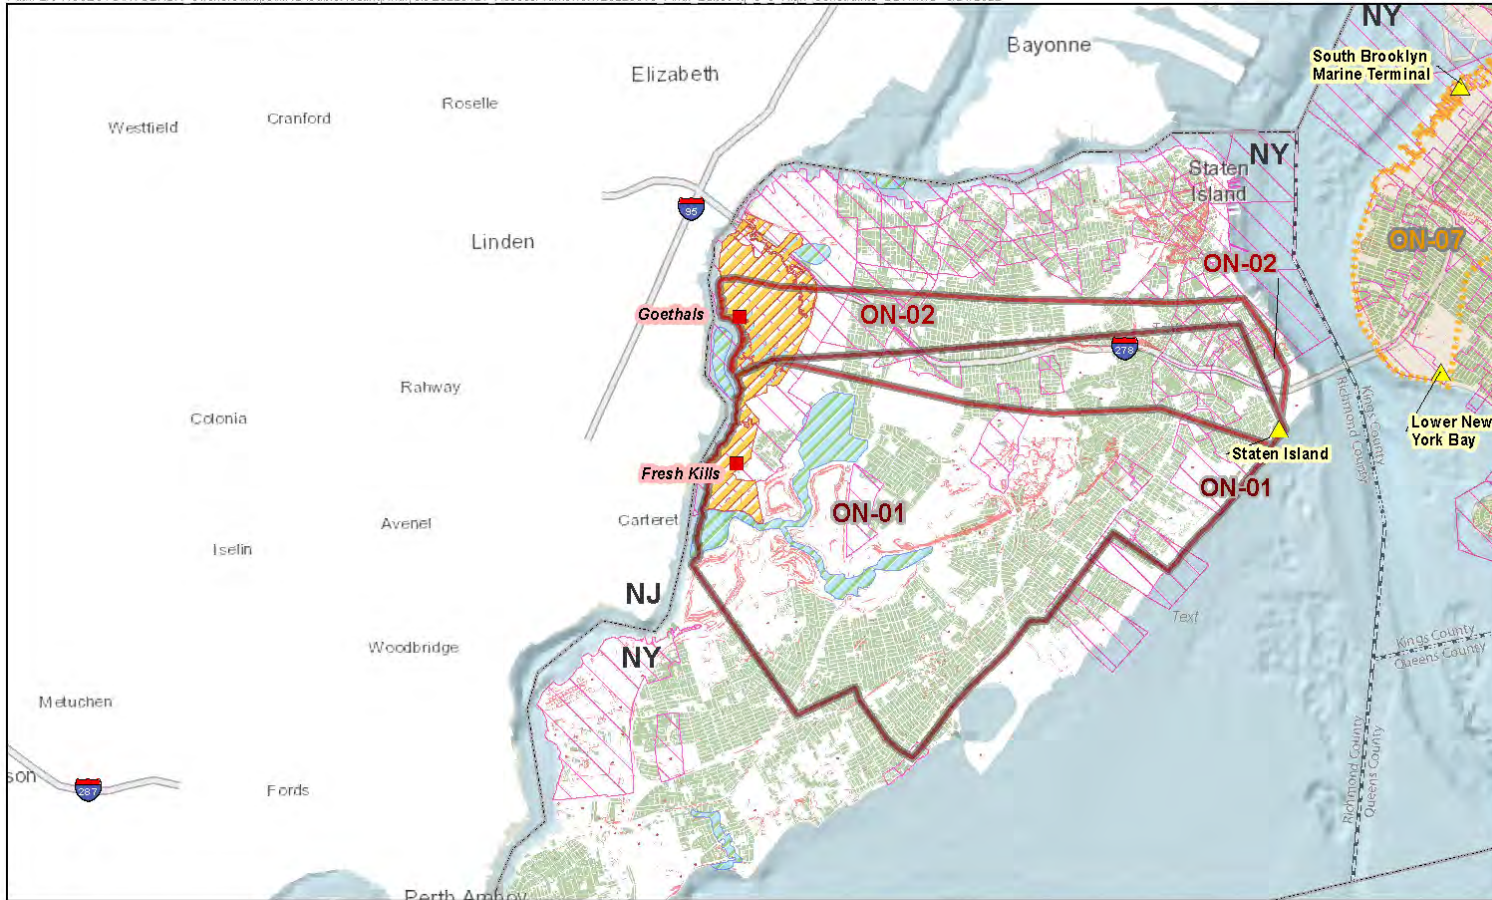 NY
Bayonne
South Brooklyn
Marine Terminal
Elizabeth
Roselle
Cranford
Westfield
NY
Staten
Island
95
Linden
ON-07
ON-02
Goethals
ON-02
278
Rahway
Colonia
Kings County
Richmond County
Lower New
York Bay
Staten Island
Fresh Kills
ON-01
ON-01
Carteret
Avenel
Iselin
NJ
Text
Kings County
Queens County
Woodbridge
NY
Metuchen
Richmond County
Queens County
son
287
Fords
Perth Amboy